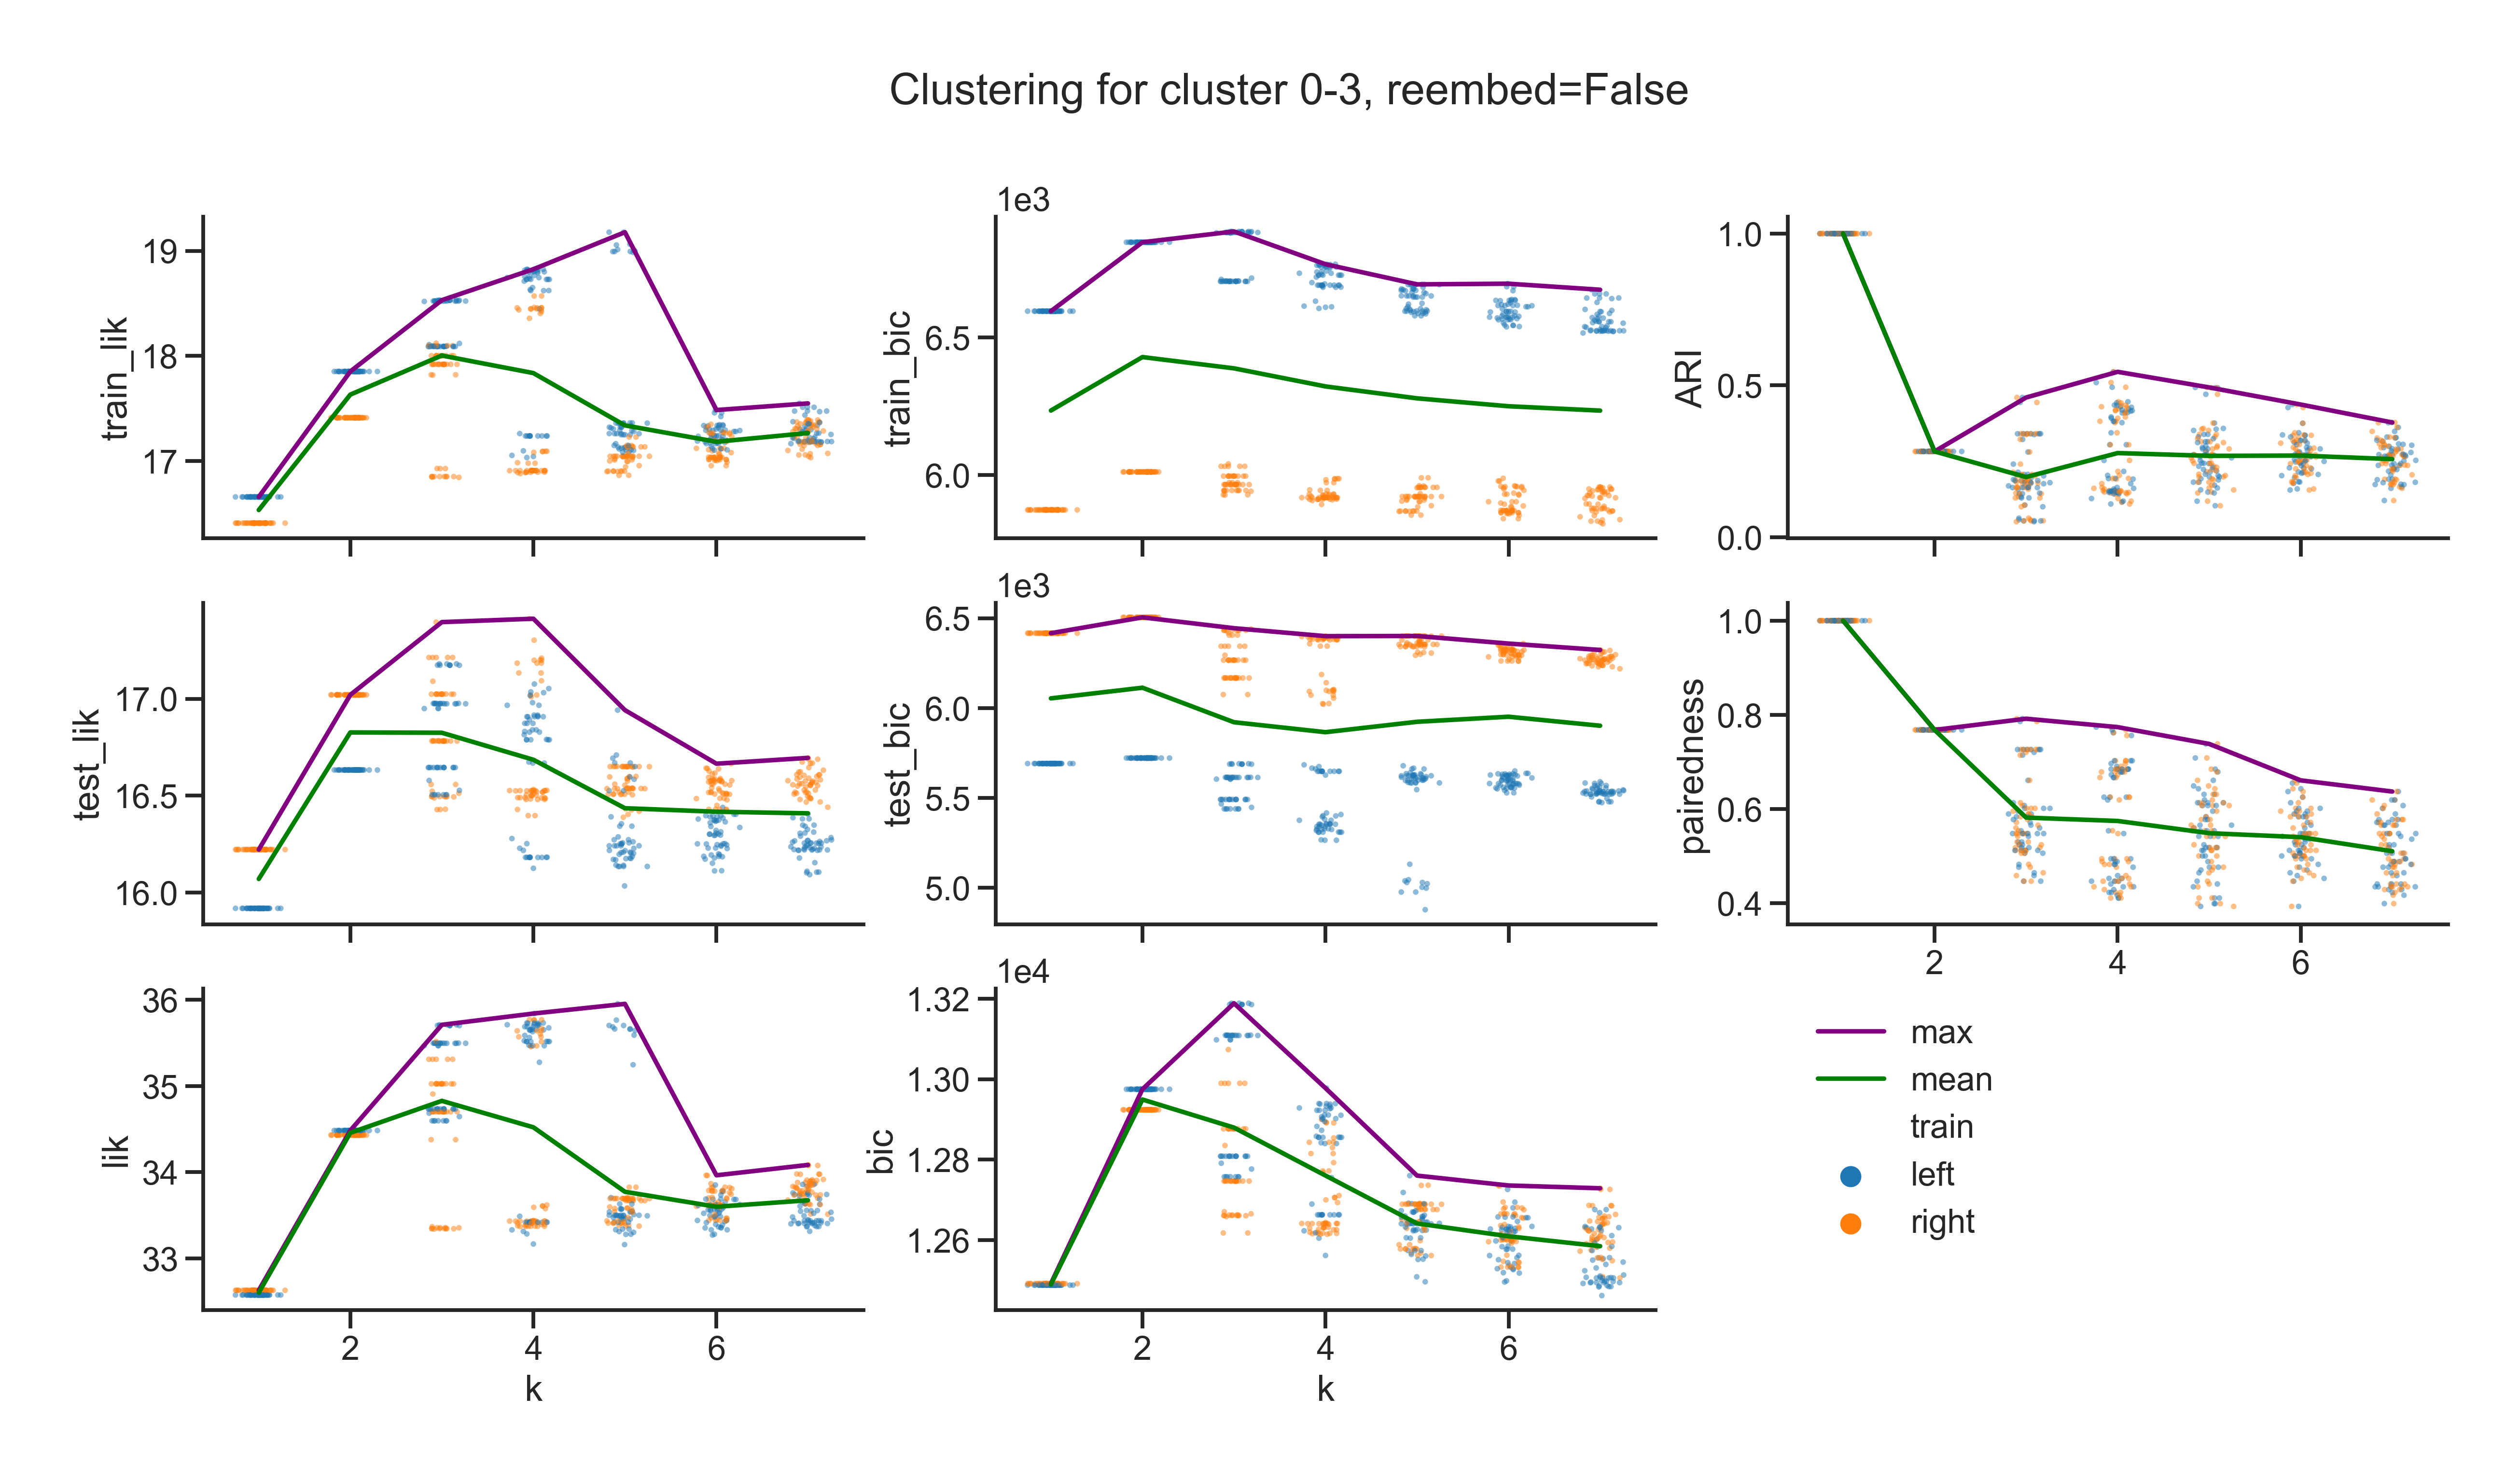 Clustering for cluster 0-3, reembed=False
train_lik
19
18
17
1e3
train_bic
6.5
6.0
ARI
1.0
0.5
0.0
test_lik
17.0
16.5
16.0
1e3
test_bic
6.5
6.0
5.5
5.0
pairedness
1.0
0.8
0.6
0.4
2 4 6
lik
36
35
34
33
2 4 6
k
1e4
bic
1.32
1.30
1.28
1.26
2 4 6
k
max
mean
train
left
right